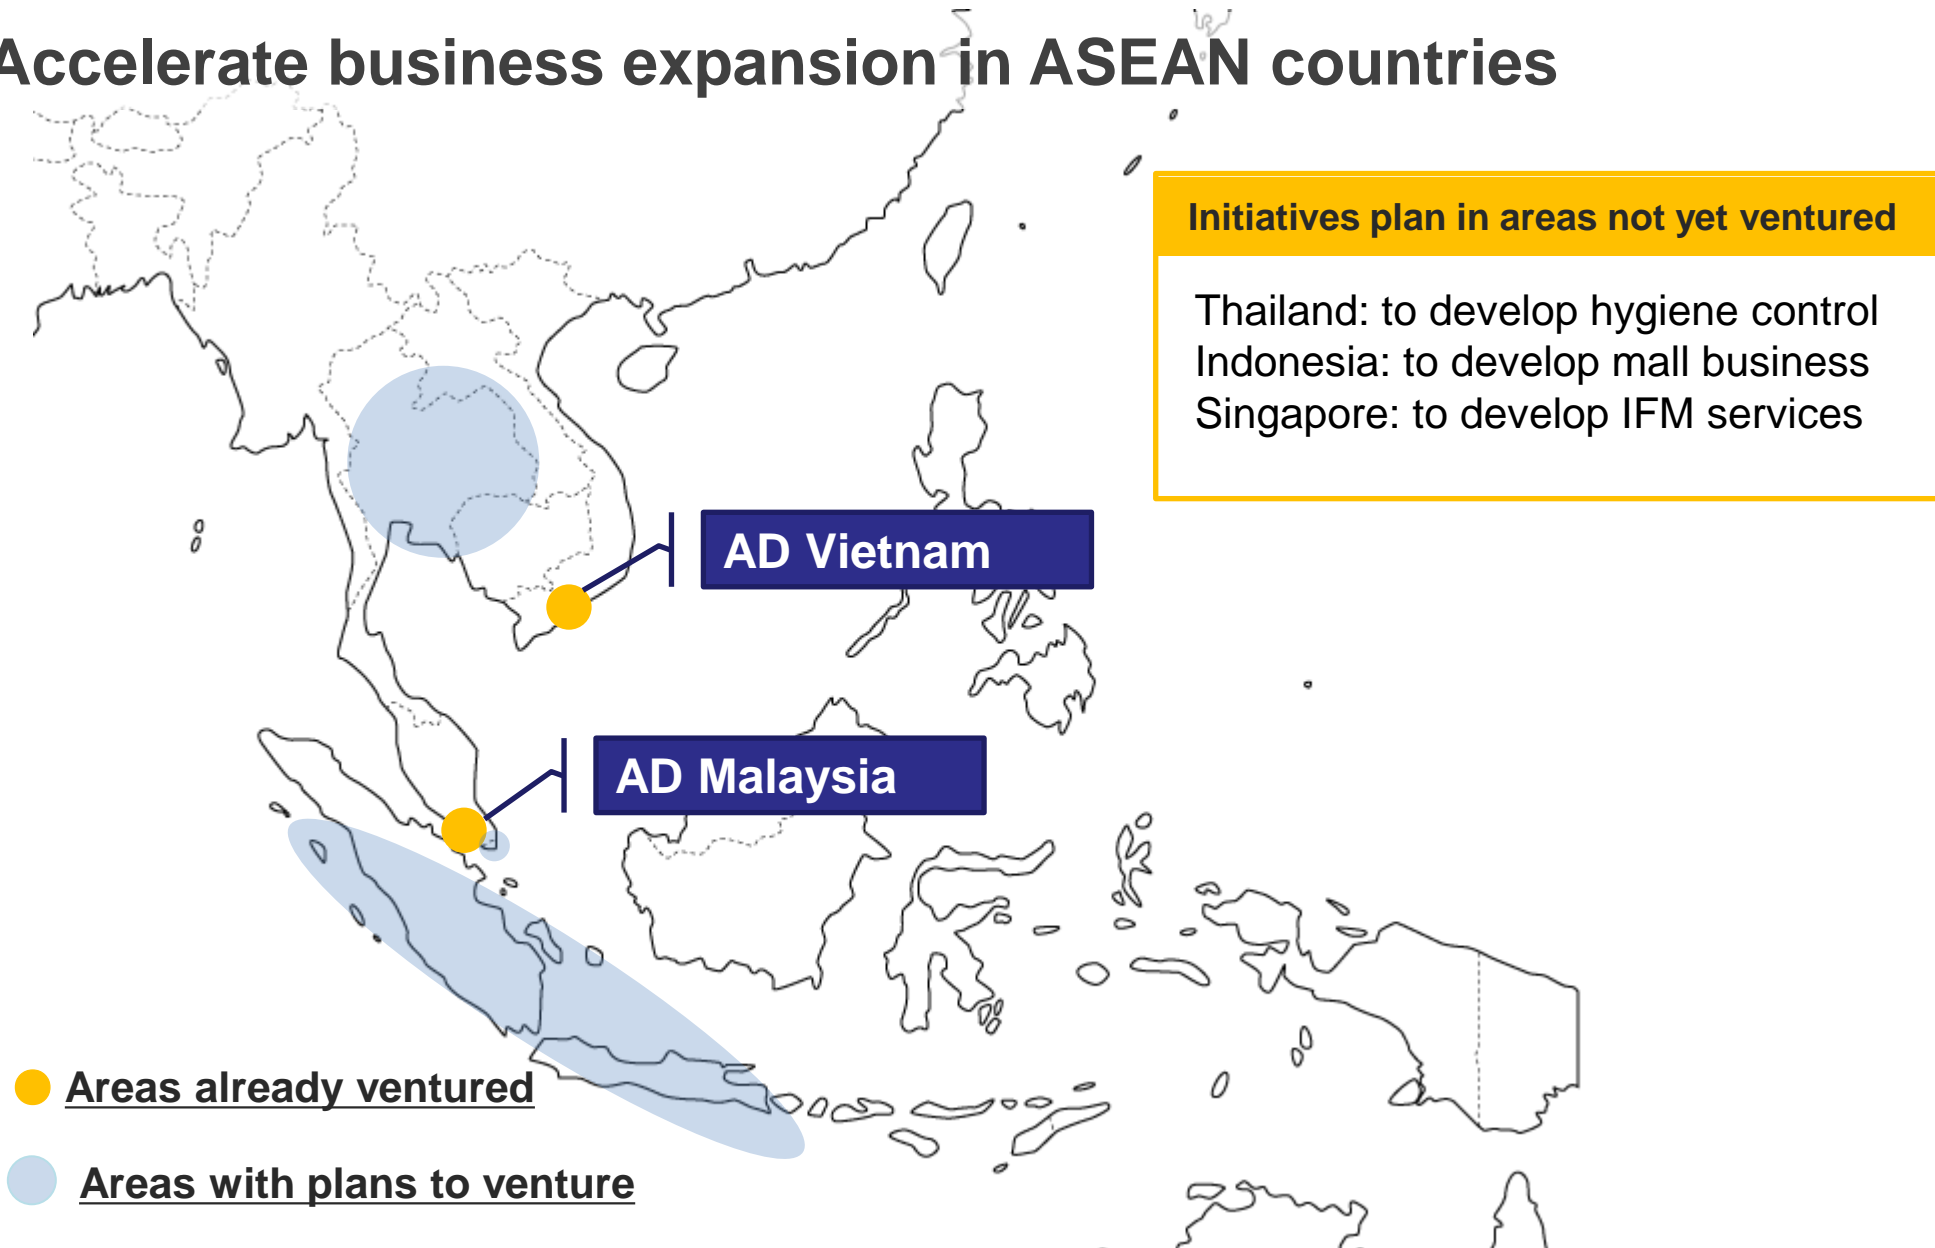 Accelerate business expansion in ASEAN countries
Initiatives plan in areas not yet ventured
Thailand: to develop hygiene control
Indonesia: to develop mall business
Singapore: to develop IFM services
AD Vietnam
AD Malaysia
Areas already ventured
Areas with plans to venture